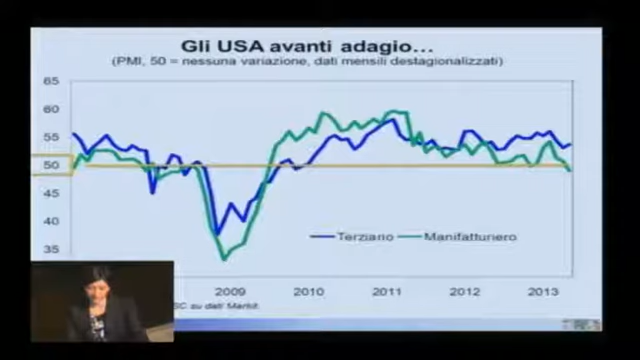 Gli USA avanti adagio...
(PMI, 50 = nessuna variazione, dati mensili destagionalizzati)
65
60
55
50
45
40
35
Terziario
Manifatturiero
2009 2010 2011 2012 2013
SC su dati Markit.